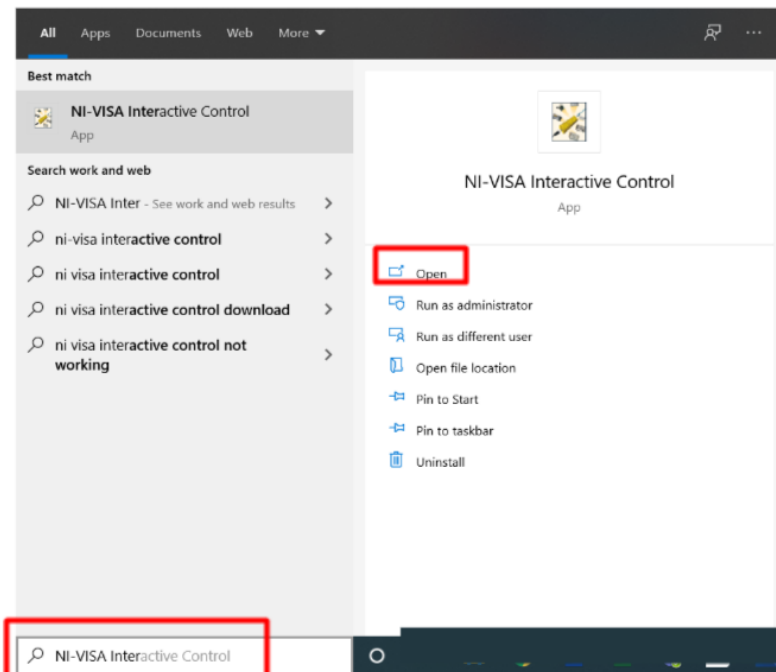 All Apps Documents Web More
Best match
NI-VISA Interactive Control
App
Search work and web
NI-VISA Inter - See work and web results
ni-visa interactive control
ni visa interactive control
ni visa interactive control download
ni visa interactive control not
working
NI-VISA Interactive Control
App
Open
Run as administrator
Run as different user
Open file location
Pin to Start
Pin to taskbar
Uninstall
NI-VISA Interactive Control